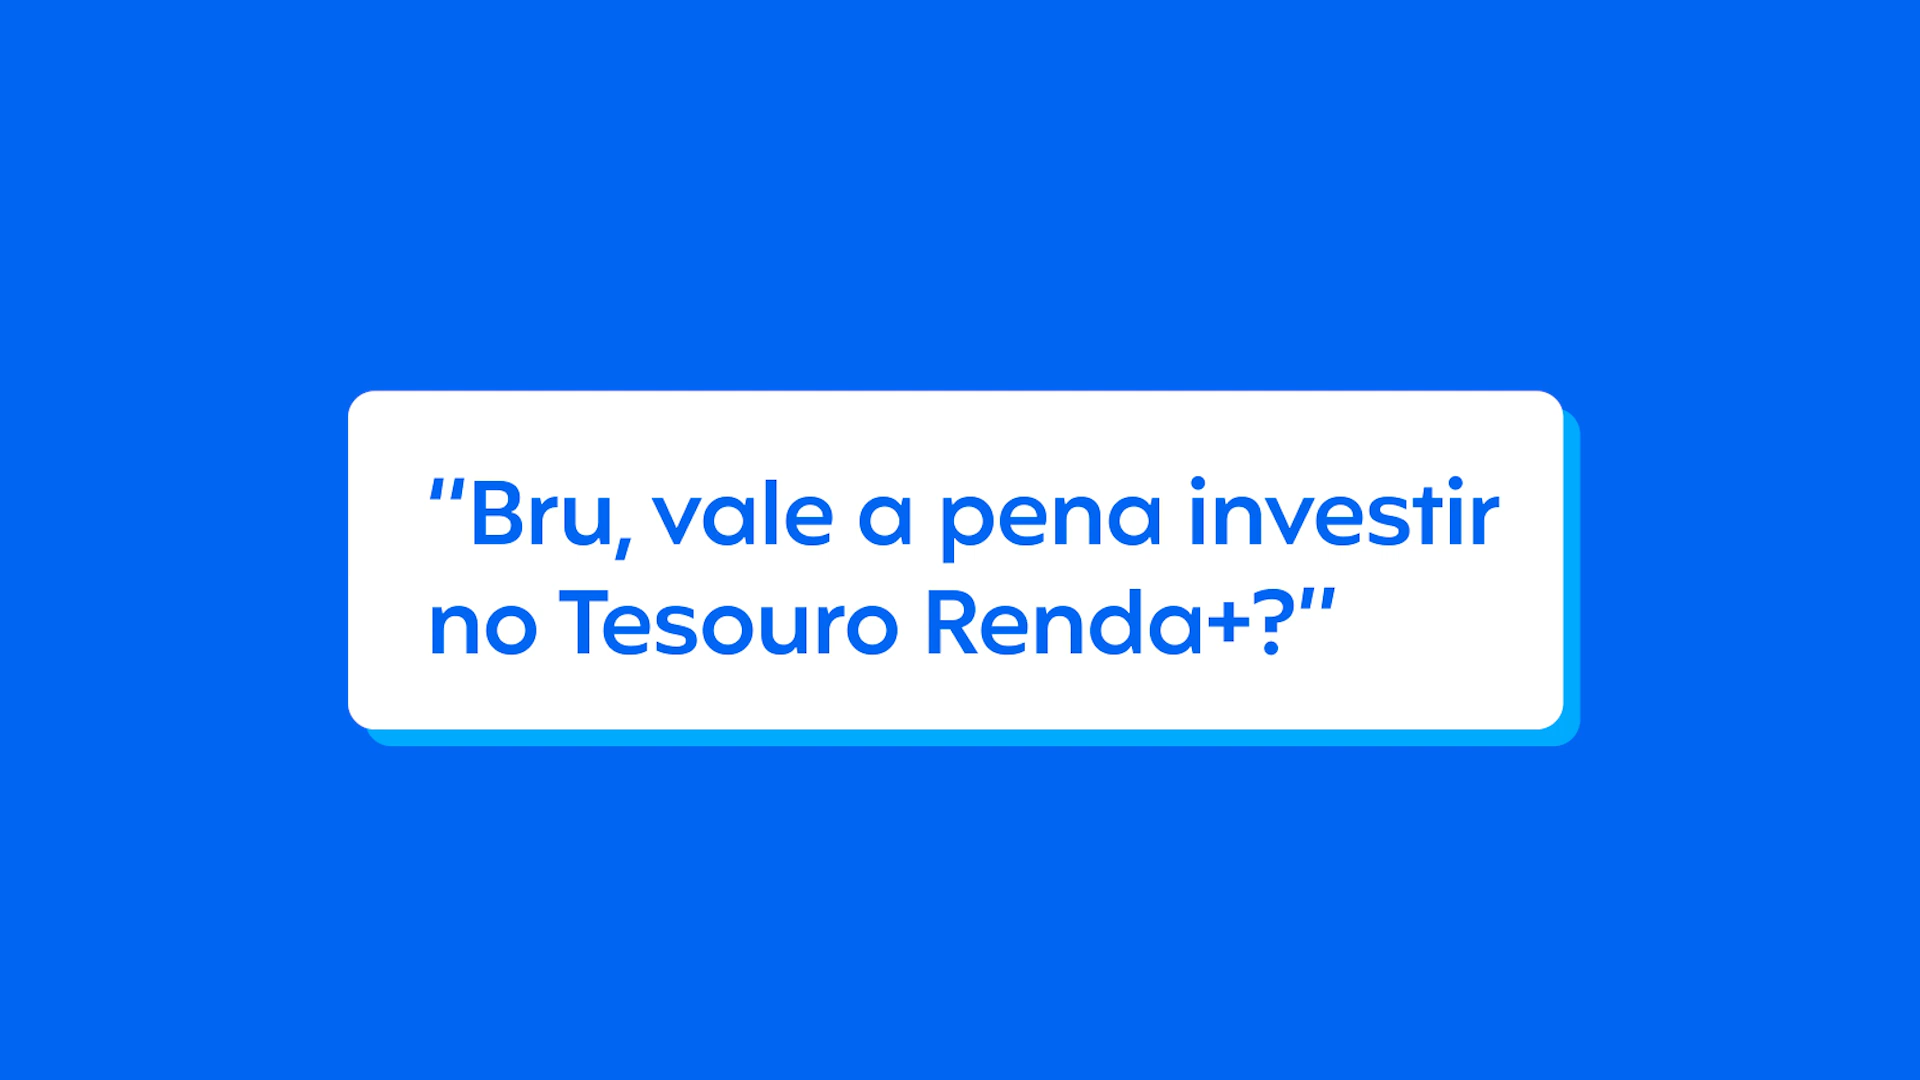 “Bru, vale a pena investir
no Tesouro Renda+?”